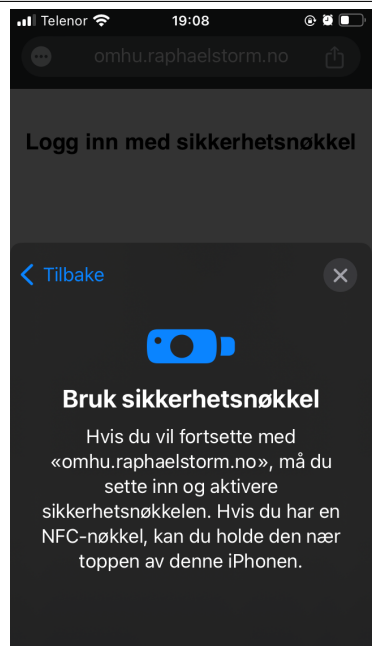 Telenor 19:08
omhu.raphaelstorm.no
Logg inn med sikkerhetsnøkkel
Tilbake
Bruk sikkerhetsnøkkel
Hvis du vil fortsette med
«omhu.raphaelstorm.no», må du
sette inn og aktivere
sikkerhetsnøkkelen. Hvis du har en
NFC-nøkkel, kan du holde den nær
toppen av denne iPhonen.